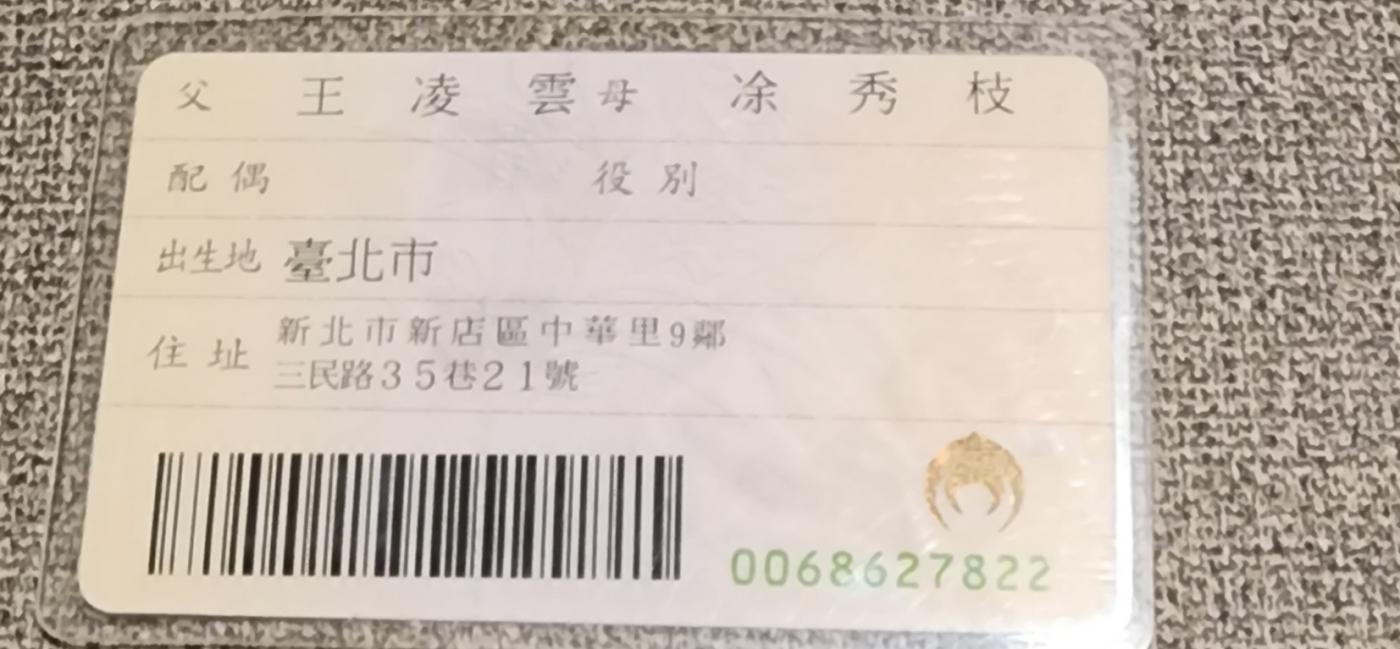 父 王凌雲 母 凃秀枝
配偶 役別
出生地 臺北市
住址 新北市新店區中華里9鄰
三民路35巷21號
0068627822